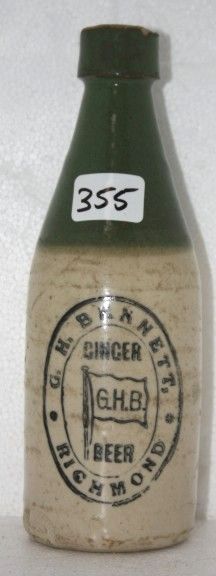 355
G. H. BENNETT,
GINGER
G.H.B.
BEER
RICHMOND